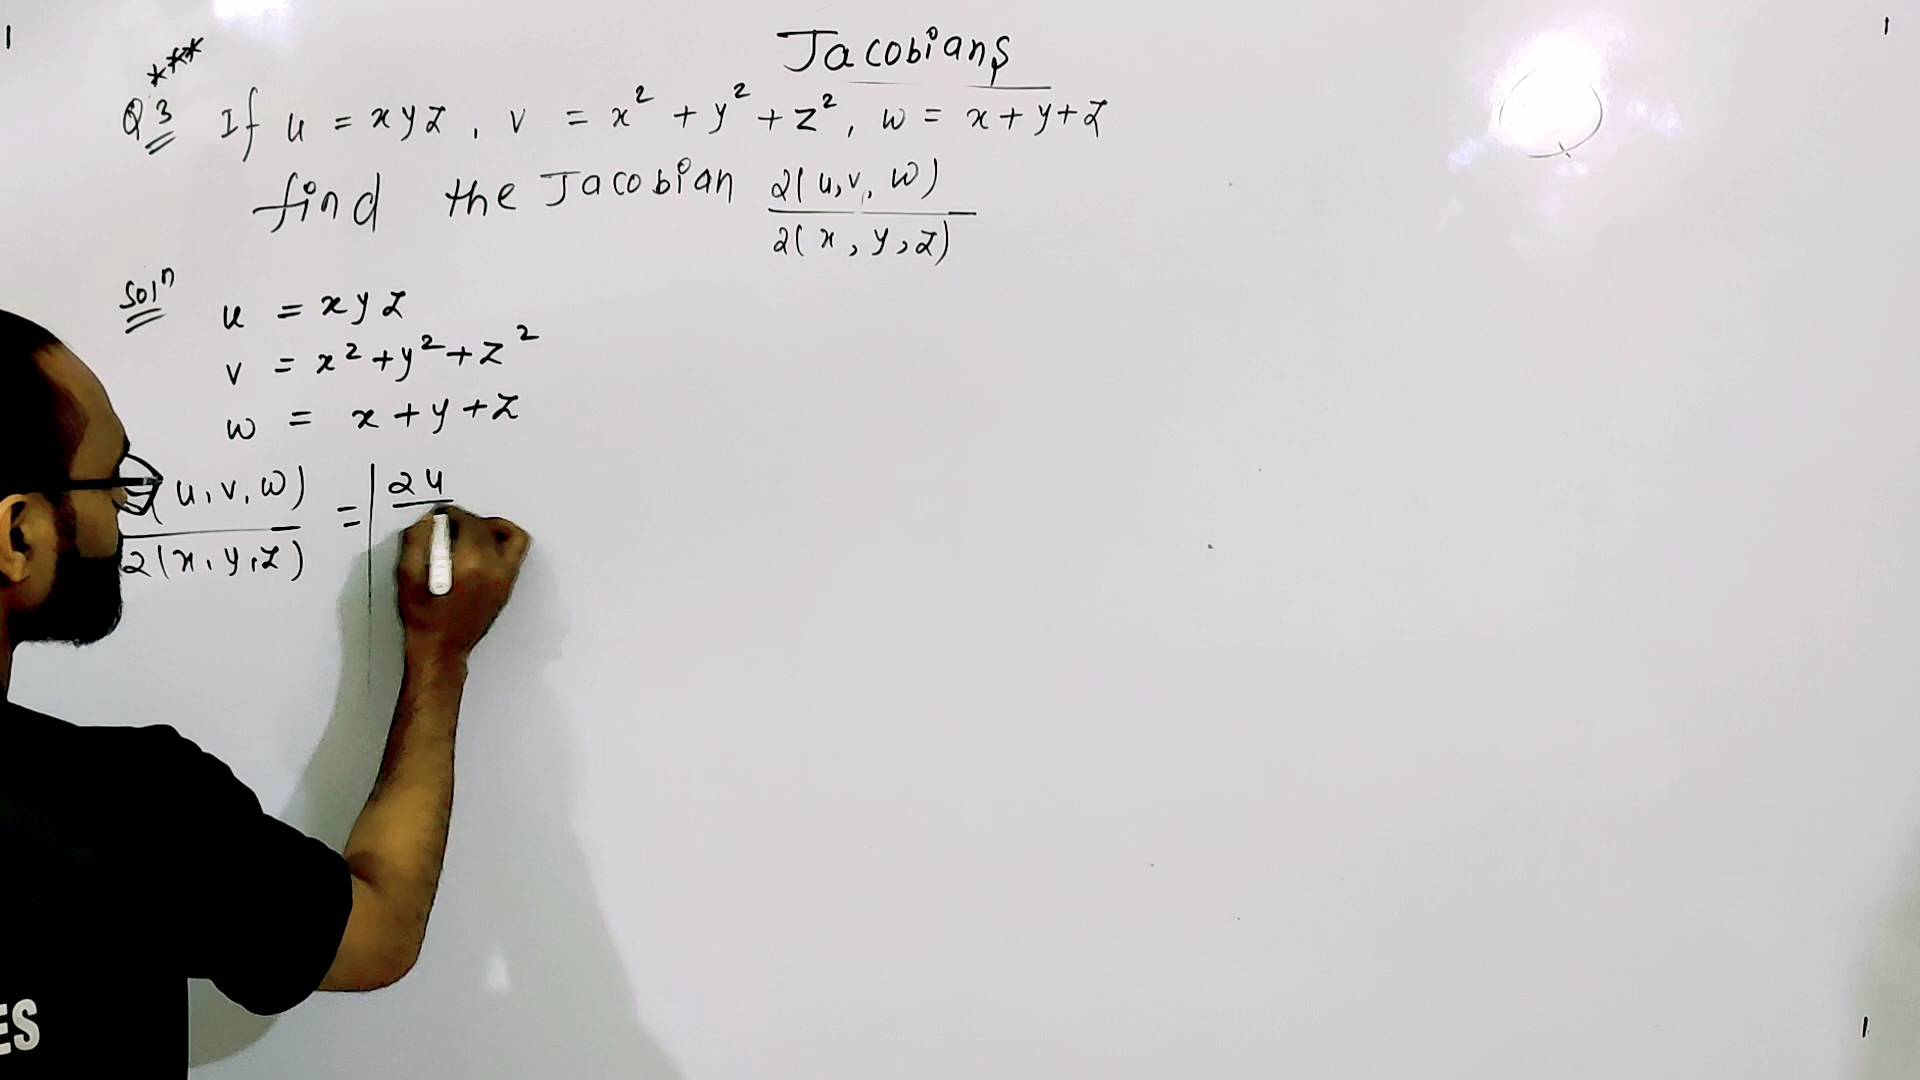 Jacobians
***
Q3 If u = xyz, v = x² + y² + z², w = x + y + z
find the Jacobian ∂(u,v,w)
∂(x,y,z)
Solⁿ u = xyz
v = x² + y² + z²
w = x + y + z
(u,v,w) = | ∂u
∂(x,y,z)
ES